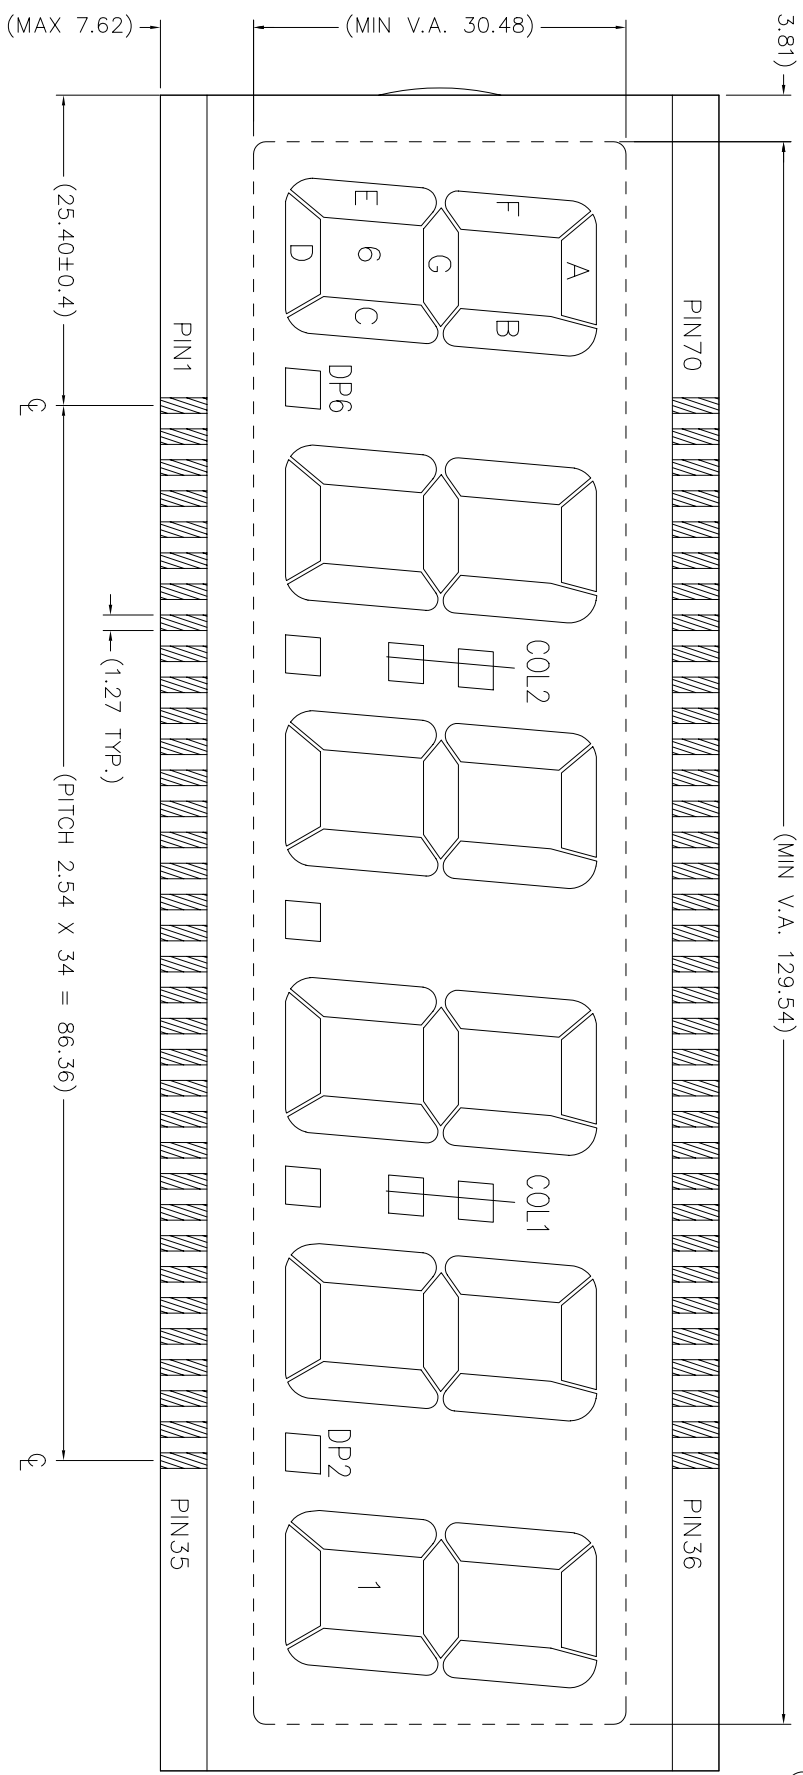 (MAX 7.62)
(MIN V.A. 30.48)
3.81)
(MIN V.A. 129.54)
PIN70
PIN36
A
F
B
G
E
6
C
D
DP6
COL2
COL1
DP2
1
PIN1
PIN35
(25.40±0.4)
(1.27 TYP.)
(PITCH 2.54 X 34 = 86.36)
℄
℄